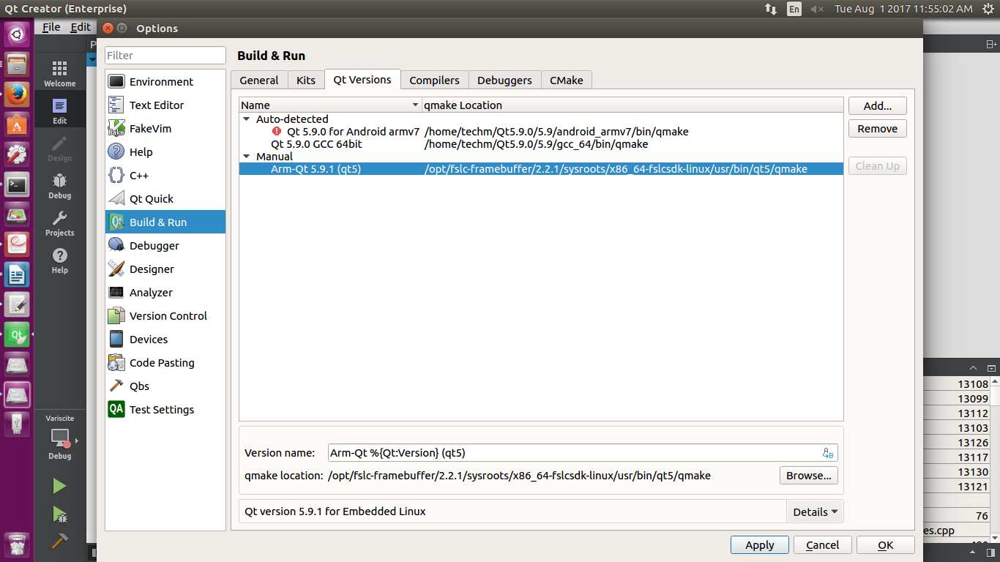 Qt Creator (Enterprise)
En
Tue Aug 1 2017 11:55:02 AM
File Edit
Options
P
Welcome
Edit
Design
Debug
Projects
Help
Variscite
Debug
Filter
Environment
Text Editor
FakeVim
Help
C++
Qt Quick
Build & Run
Debugger
Designer
Analyzer
Version Control
Devices
Code Pasting
Qbs
QA Test Settings
Build & Run
General Kits Qt Versions Compilers Debuggers CMake
Name qmake Location
Auto-detected
Qt 5.9.0 for Android armv7 /home/techm/Qt5.9.0/5.9/android_armv7/bin/qmake
Qt 5.9.0 GCC 64bit /home/techm/Qt5.9.0/5.9/gcc_64/bin/qmake
Manual
Arm-Qt 5.9.1 (qt5) /opt/fslc-framebuffer/2.2.1/sysroots/x86_64-fslcsdk-linux/usr/bin/qt5/qmake
Add...
Remove
Clean Up
Version name: Arm-Qt %{Qt:Version} (qt5)
qmake location: /opt/fslc-framebuffer/2.2.1/sysroots/x86_64-fslcsdk-linux/usr/bin/qt5/qmake
Browse...
Qt version 5.9.1 for Embedded Linux
Details
Apply Cancel OK
13108
13099
13112
13103
13126
13117
13130
13121
76
es.cpp